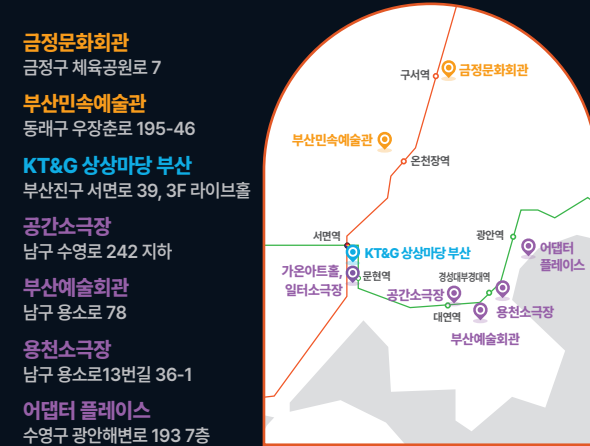 금정문화회관
금정구 체육공원로 7
부산민속예술관
동래구 우장춘로 195-46
KT&G 상상마당 부산
부산진구 서면로 39, 3F 라이브홀
공간소극장
남구 수영로 242 지하
부산예술회관
남구 용소로 78
용천소극장
남구 용소로13번길 36-1
어댑터 플레이스
수영구 광안해변로 193 7층
구서역
금정문화회관
부산민속예술관
온천장역
서면역
KT&G 상상마당 부산
광안역
어댑터
플레이스
가온아트홀,
일터소극장
문현역
경성대부경대역
공간소극장
대연역
용천소극장
부산예술회관